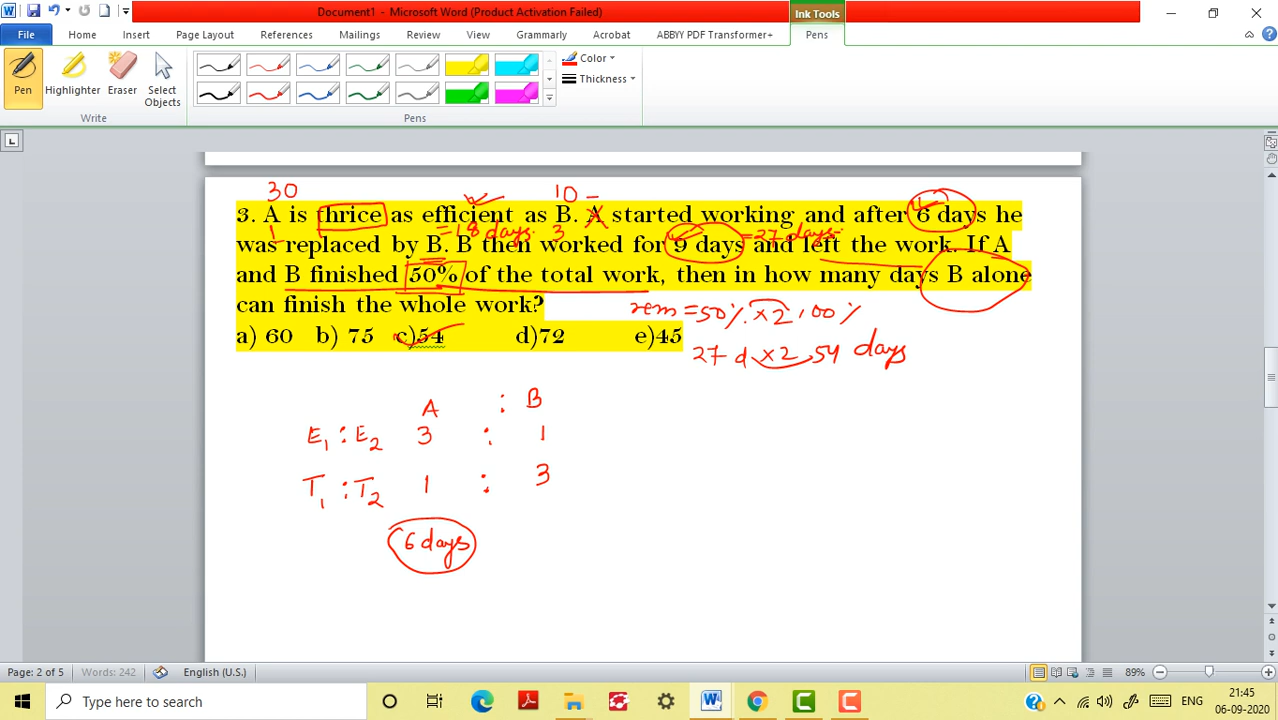 Document1 - Microsoft Word (Product Activation Failed)
Ink Tools
File Home Insert Page Layout References Mailings Review View Grammarly Acrobat ABBYY PDF Transformer+ Pens
Pen Highlighter Eraser Select Objects
Color
Thickness
Write Pens
30 10
3. A is thrice as efficient as B. A started working and after 6 days he
1 = 18 days 3 = 27 days
was replaced by B. B then worked for 9 days and left the work. If A
and B finished 50% of the total work, then in how many days B alone
can finish the whole work?
rem = 50% × 2 100%
a) 60 b) 75 c)54 d)72 e)45
27 d × 2 54 days
A : B
E1 : E2 3 : 1
T1 : T2 1 : 3
6 days
Page: 2 of 5 Words: 242 English (U.S.) 89%
Type here to search
ENG
21:45
06-09-2020